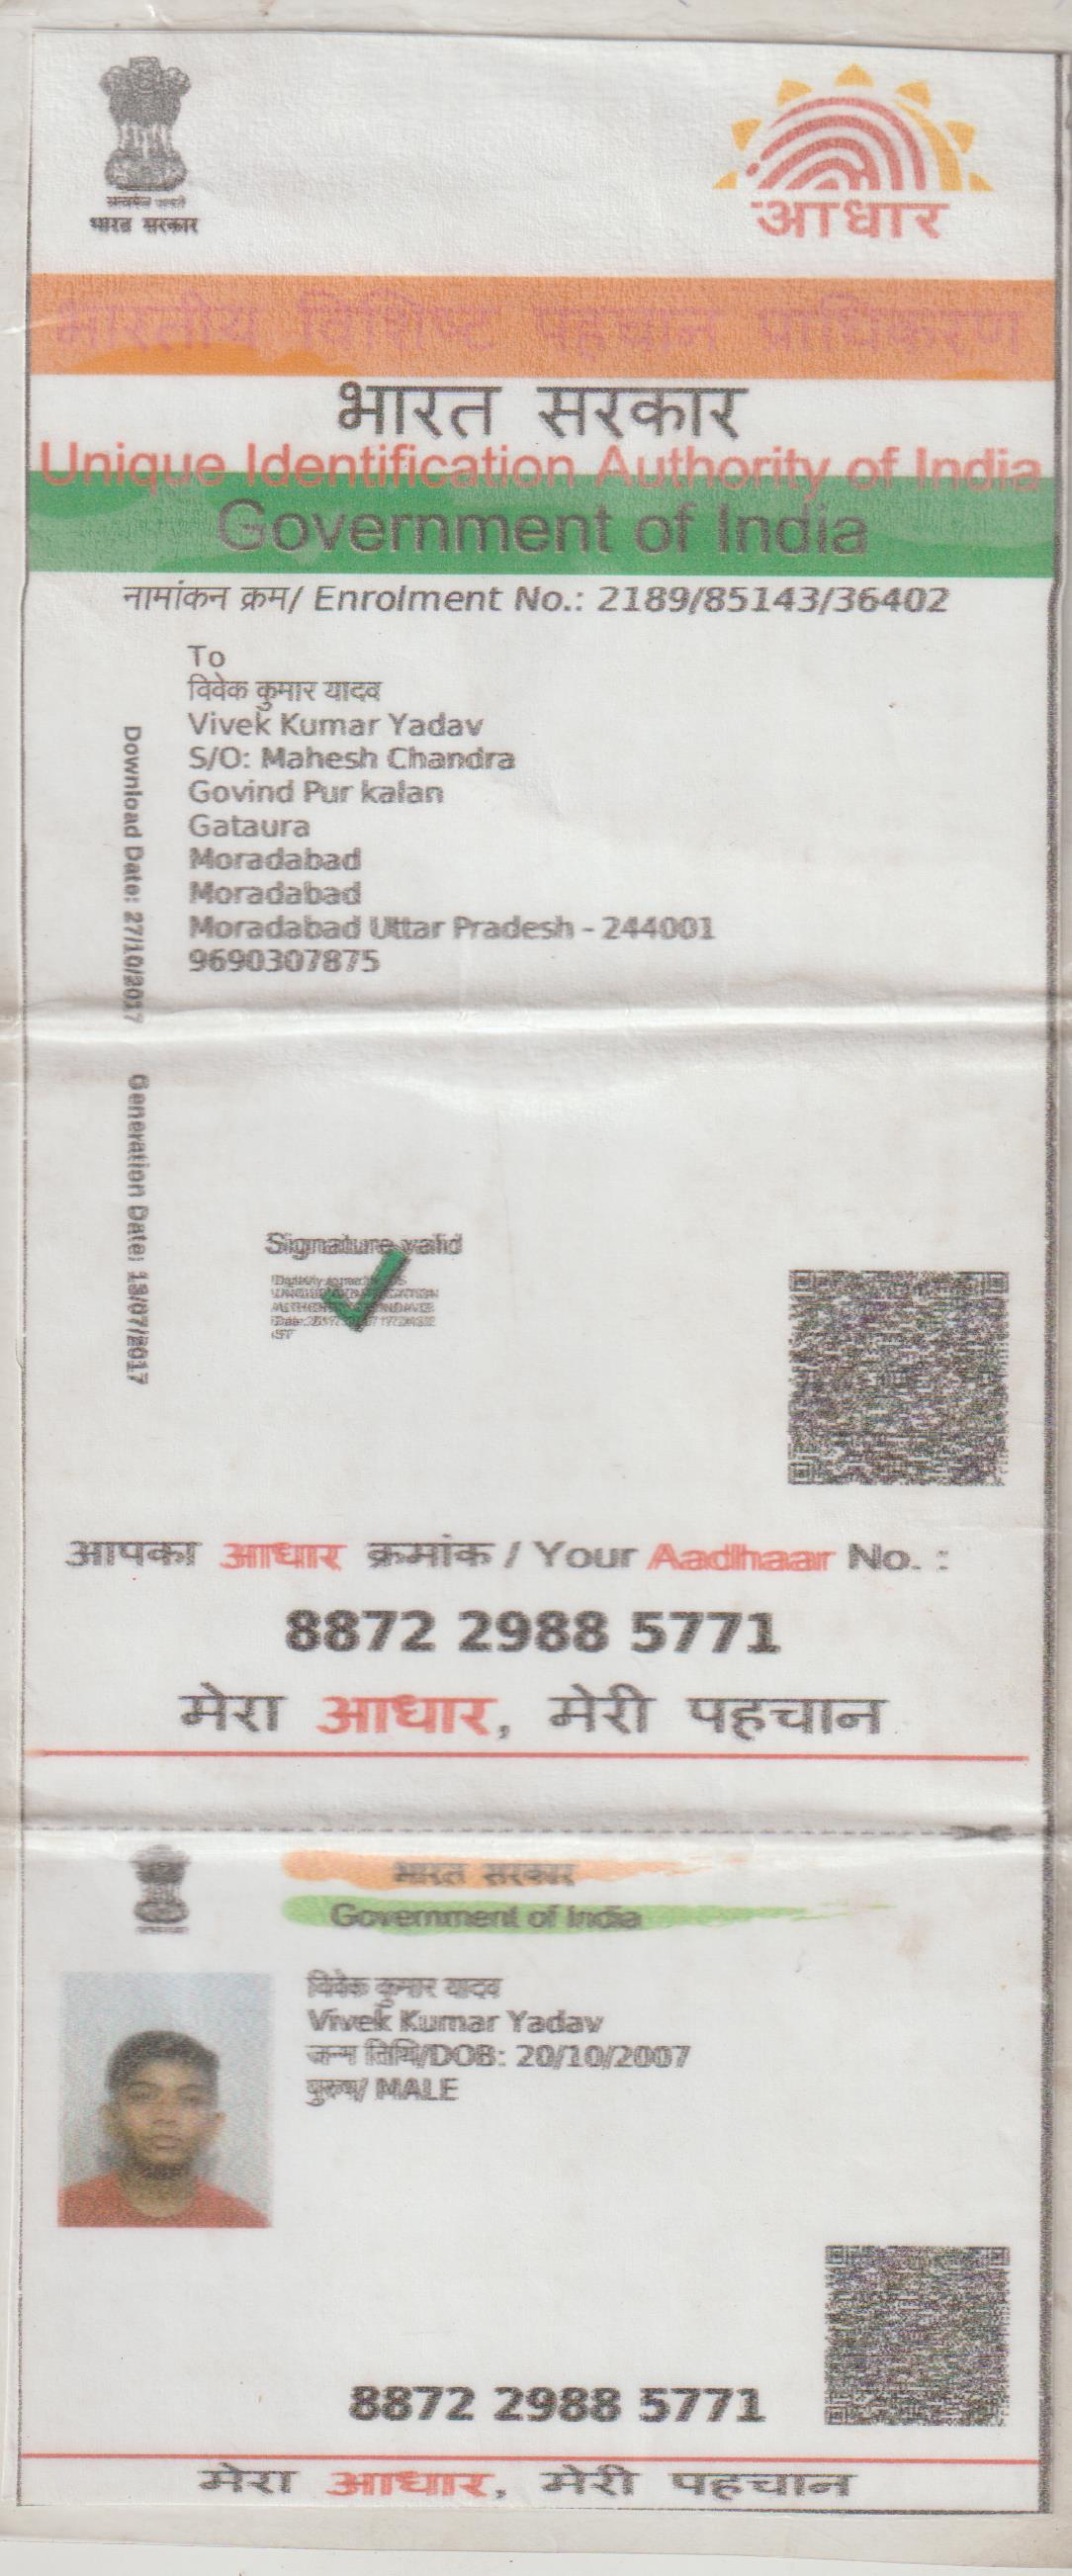 सत्यमेव जयते
भारत सरकार
आधार
भारतीय विशिष्ट पहचान प्राधिकरण
भारत सरकार
Unique Identification Authority of India
Government of India
नामांकन क्रम/ Enrolment No.: 2189/85143/36402
To
विवेक कुमार यादव
Vivek Kumar Yadav
S/O: Mahesh Chandra
Govind Pur kalan
Gataura
Moradabad
Moradabad
Moradabad Uttar Pradesh - 244001
9690307875
Download Date: 27/10/2017
Generation Date: 13/07/2017
Signature valid
आपका आधार क्रमांक / Your Aadhaar No. :
8872 2988 5771
मेरा आधार, मेरी पहचान
भारत सरकार
Government of India
विवेक कुमार यादव
Vivek Kumar Yadav
जन्म तिथि/DOB: 20/10/2007
पुरुष/ MALE
8872 2988 5771
मेरा आधार, मेरी पहचान